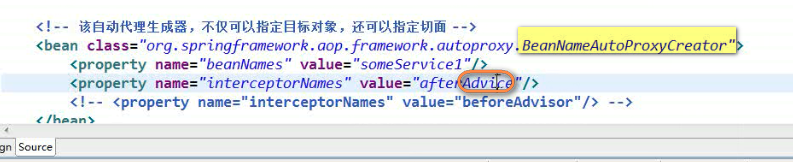 <!-- 该自动代理生成器，不仅可以指定目标对象，还可以指定切面 -->
<bean class="org.springframework.aop.framework.autoproxy.BeanNameAutoProxyCreator">
<property name="beanNames" value="someService1"/>
<property name="interceptorNames" value="afterAdvice"/>
<!-- <property name="interceptorNames" value="beforeAdvisor"/> -->
</bean>
gn Source